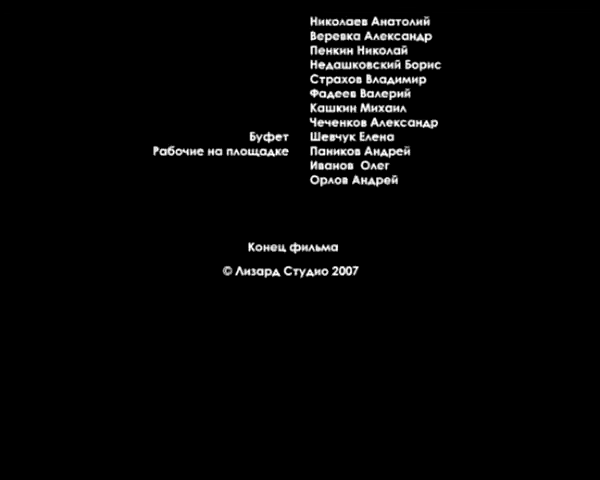 Николаев Анатолий
Веревка Александр
Пенкин Николай
Недашковский Борис
Страхов Владимир
Фадеев Валерий
Кашкин Михаил
Чеченков Александр
Буфет Шевчук Елена
Рабочие на площадке Паников Андрей
Иванов Олег
Орлов Андрей
Конец фильма
© Лизард Студио 2007